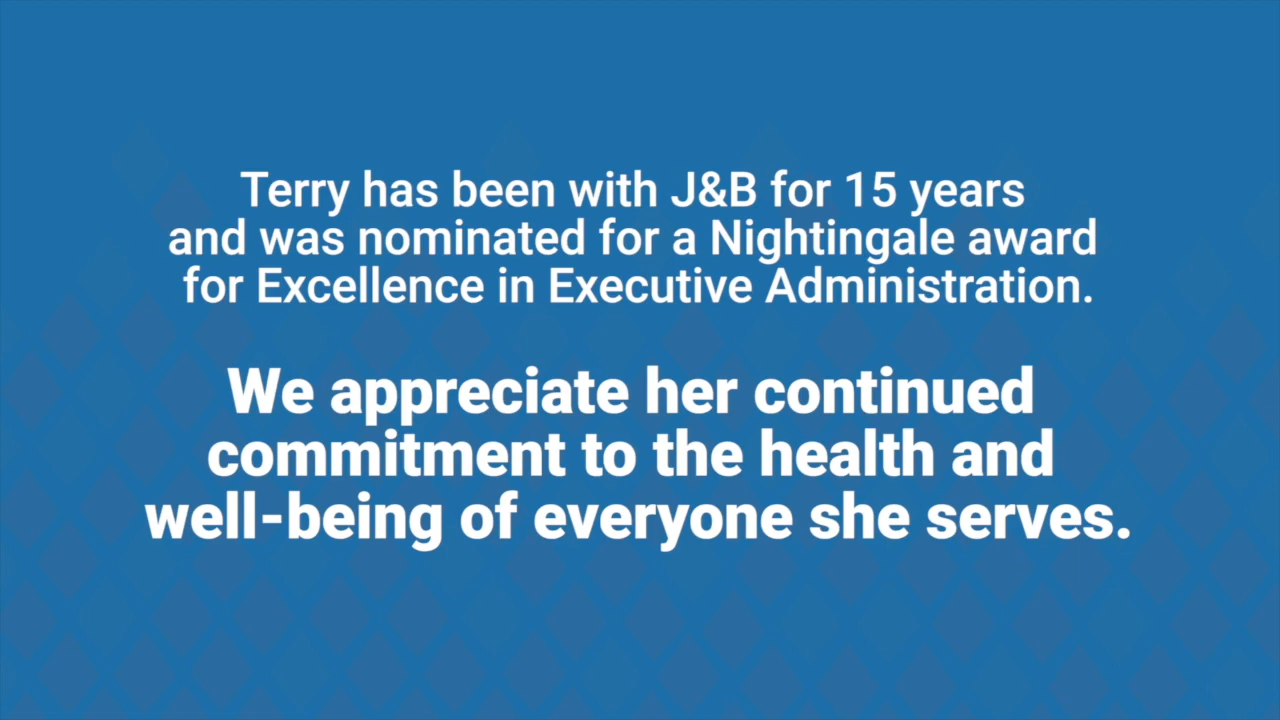 Terry has been with J&B for 15 years
and was nominated for a Nightingale award
for Excellence in Executive Administration.
We appreciate her continued
commitment to the health and
well-being of everyone she serves.